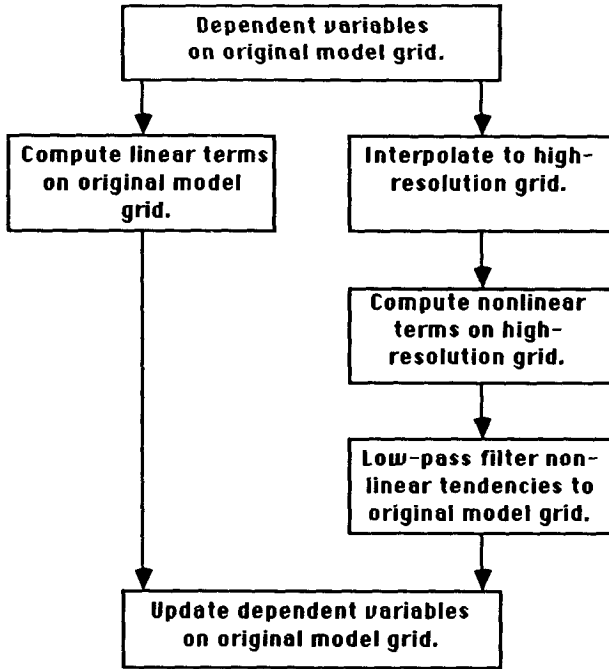 Dependent variables
on original model grid.
Compute linear terms
on original model
grid.
Interpolate to high-
resolution grid.
Compute nonlinear
terms on high-
resolution grid.
Low-pass filter non-
linear tendencies to
original model grid.
Update dependent variables
on original model grid.